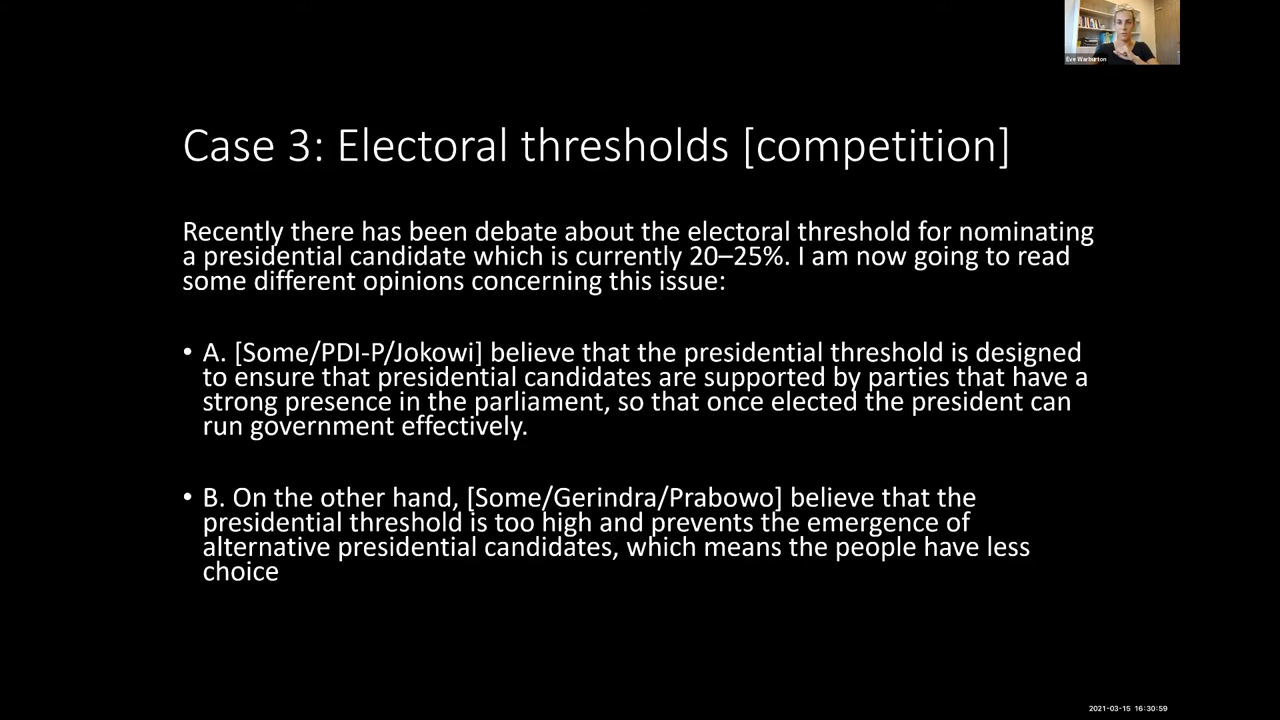 Eve Warburton
Case 3: Electoral thresholds [competition]
Recently there has been debate about the electoral threshold for nominating
a presidential candidate which is currently 20–25%. I am now going to read
some different opinions concerning this issue:
• A. [Some/PDI-P/Jokowi] believe that the presidential threshold is designed
to ensure that presidential candidates are supported by parties that have a
strong presence in the parliament, so that once elected the president can
run government effectively.
• B. On the other hand, [Some/Gerindra/Prabowo] believe that the
presidential threshold is too high and prevents the emergence of
alternative presidential candidates, which means the people have less
choice
2021-03-15 16:30:59